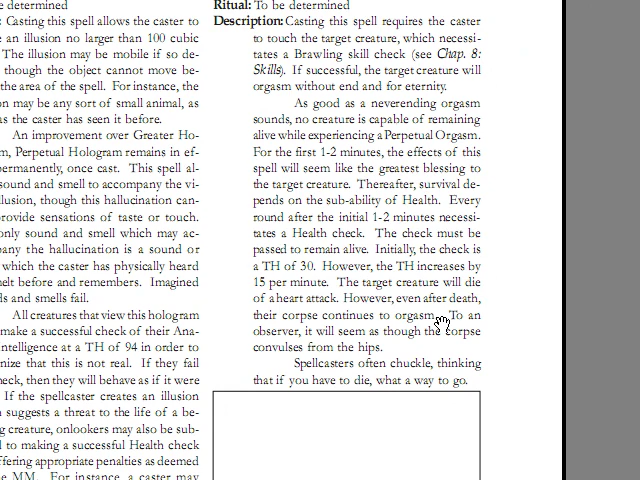 e determined
: Casting this spell allows the caster to
e an illusion no larger than 100 cubic
The illusion may be mobile if so de-
though the object cannot move be-
the area of the spell. For instance, the
on may be any sort of small animal, as
as the caster has seen it before.
An improvement over Greater Ho-
m, Perpetual Hologram remains in ef-
permanently, once cast. This spell al-
sound and smell to accompany the vi-
llusion, though this hallucination can-
rovide sensations of taste or touch.
only sound and smell which may ac-
pany the hallucination is a sound or
which the caster has physically heard
melt before and remembers. Imagined
ds and smells fail.
All creatures that view this hologram
make a successful check of their Ana-
ntelligence at a TH of 94 in order to
nize that this is not real. If they fail
heck, then they will behave as if it were
If the spellcaster creates an illusion
suggests a threat to the life of a be-
g creature, onlookers may also be sub-
l to making a successful Health check
ffering appropriate penalties as deemed
e MM. For instance, a caster may
Ritual: To be determined
Description: Casting this spell requires the caster
to touch the target creature, which necessi-
tates a Brawling skill check (see Chap. 8:
Skills). If successful, the target creature will
orgasm without end and for eternity.
As good as a neverending orgasm
sounds, no creature is capable of remaining
alive while experiencing a Perpetual Orgasm.
For the first 1-2 minutes, the effects of this
spell will seem like the greatest blessing to
the target creature. Thereafter, survival de-
pends on the sub-ability of Health. Every
round after the initial 1-2 minutes necessi-
tates a Health check. The check must be
passed to remain alive. Initially, the check is
a TH of 30. However, the TH increases by
15 per minute. The target creature will die
of a heart attack. However, even after death,
their corpse continues to orgasm. To an
observer, it will seem as though the corpse
convulses from the hips.
Spellcasters often chuckle, thinking
that if you have to die, what a way to go.